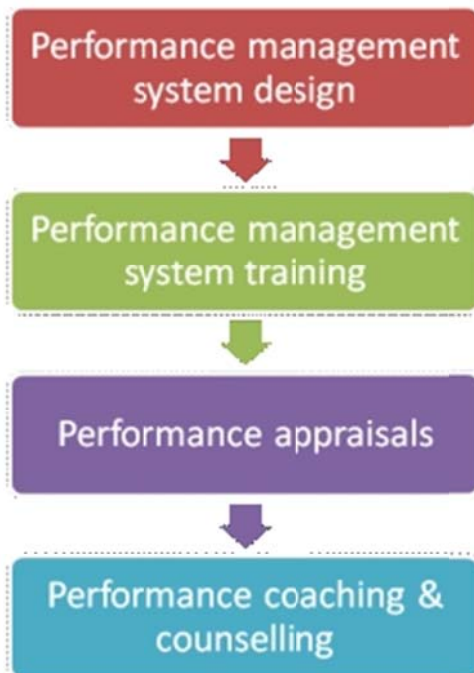 Performance management
system design
Performance management
system training
Performance appraisals
Performance coaching &
counselling